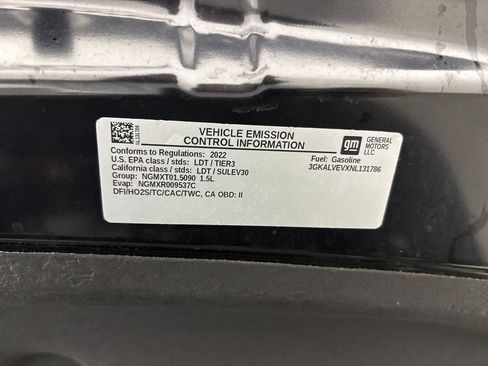 NL131786
VEHICLE EMISSION
CONTROL INFORMATION
gm
GENERAL
MOTORS
LLC
Conforms to Regulations: 2022
U.S. EPA class / stds: LDT / TIER3
California class / stds: LDT / SULEV30
Group: NGMXT01.5090 1.5L
Evap: NGMXR009537C
DFI/HO2S/TC/CAC/TWC, CA OBD: II
Fuel: Gasoline
3GKALVEVXNL131786